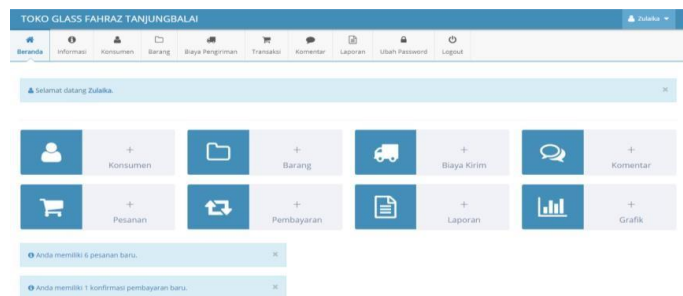 TOKO GLASS FAHRAZ TANJUNGBALAI
Zulaika
Beranda Informasi Konsumen Barang Biaya Pengiriman Transaksi Komentar Laporan Ubah Password Logout
Selamat datang Zulaika.
×
+ + + +
Konsumen Barang Biaya Kirim Komentar
+ + + +
Pesanan Pembayaran Laporan Grafik
Anda memiliki 6 pesanan baru. ×
Anda memiliki 1 konfirmasi pembayaran baru. ×